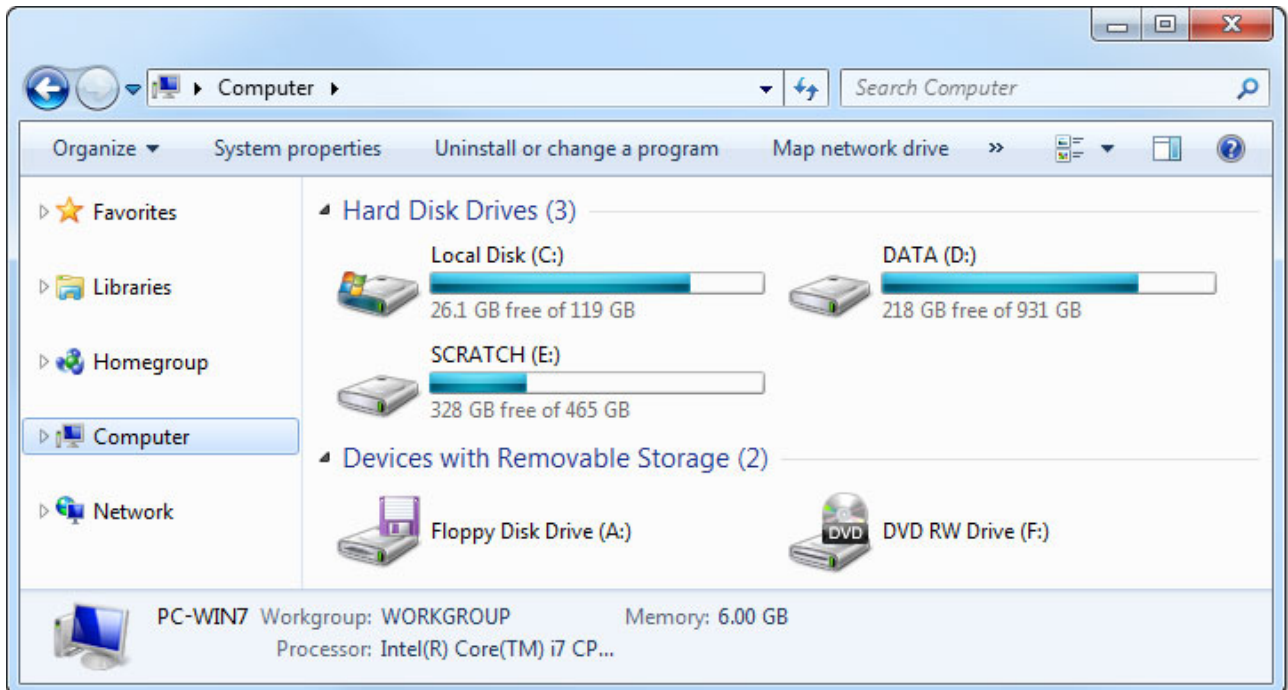 Computer
Search Computer
Organize System properties Uninstall or change a program Map network drive »
Favorites
Libraries
Homegroup
Computer
Network
Hard Disk Drives (3)
Local Disk (C:)
26.1 GB free of 119 GB
DATA (D:)
218 GB free of 931 GB
SCRATCH (E:)
328 GB free of 465 GB
Devices with Removable Storage (2)
Floppy Disk Drive (A:)
DVD
DVD RW Drive (F:)
PC-WIN7 Workgroup: WORKGROUP Memory: 6.00 GB
Processor: Intel(R) Core(TM) i7 CP...